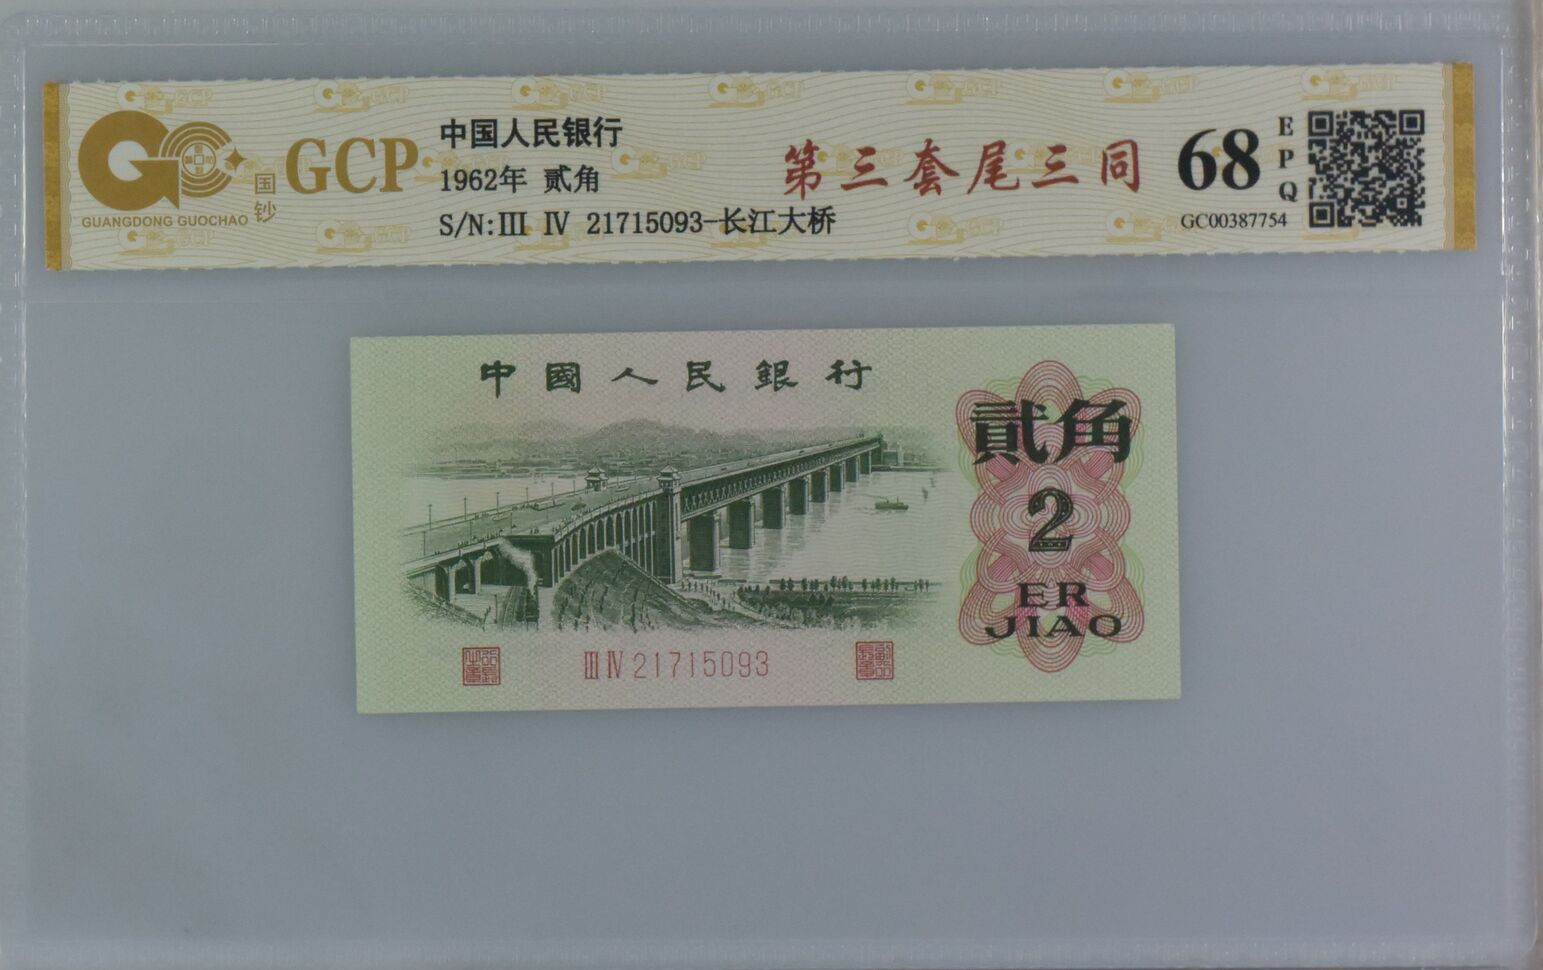 GCP
国钞
GUANGDONG GUOCHAO
中国人民银行
1962年 贰角
S/N:III IV 21715093-长江大桥
第三套尾三同
68
EPQ
GC00387754
中國人民銀行
貳角
2
ER
JIAO
III IV 21715093